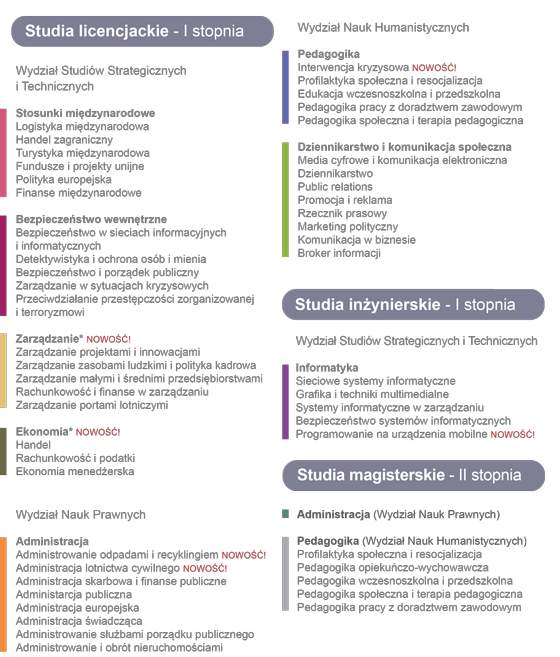 Studia licencjackie - I stopnia
Wydział Studiów Strategicznych
i Technicznych
Stosunki międzynarodowe
Logistyka międzynarodowa
Handel zagraniczny
Turystyka międzynarodowa
Fundusze i projekty unijne
Polityka europejska
Finanse międzynarodowe
Bezpieczeństwo wewnętrzne
Bezpieczeństwo w sieciach informacyjnych
i informatycznych
Detektywistyka i ochrona osób i mienia
Bezpieczeństwo i porządek publiczny
Zarządzanie w sytuacjach kryzysowych
Przeciwdziałanie przestępczości zorganizowanej
i terroryzmowi
Zarządzanie* NOWOŚĆ!
Zarządzanie projektami i innowacjami
Zarządzanie zasobami ludzkimi i polityka kadrowa
Zarządzanie małymi i średnimi przedsiębiorstwami
Rachunkowość i finanse w zarządzaniu
Zarządzanie portami lotniczymi
Ekonomia* NOWOŚĆ!
Handel
Rachunkowość i podatki
Ekonomia menedżerska
Wydział Nauk Prawnych
Administracja
Administrowanie odpadami i recyklingiem NOWOŚĆ!
Administracja lotnictwa cywilnego NOWOŚĆ!
Administracja skarbowa i finanse publiczne
Administarcja publiczna
Administracja europejska
Administracja świadcząca
Administrowanie służbami porządku publicznego
Administrowanie i obrót nieruchomościami
Wydział Nauk Humanistycznych
Pedagogika
Interwencja kryzysowa NOWOŚĆ!
Profilaktyka społeczna i resocjalizacja
Edukacja wczesnoszkolna i przedszkolna
Pedagogika pracy z doradztwem zawodowym
Pedagogika społeczna i terapia pedagogiczna
Dziennikarstwo i komunikacja społeczna
Media cyfrowe i komunikacja elektroniczna
Dziennikarstwo
Public relations
Promocja i reklama
Rzecznik prasowy
Marketing polityczny
Komunikacja w biznesie
Broker informacji
Studia inżynierskie - I stopnia
Wydział Studiów Strategicznych i Technicznych
Informatyka
Sieciowe systemy informatyczne
Grafika i techniki multimedialne
Systemy informatyczne w zarządzaniu
Bezpieczeństwo systemów informatycznych
Programowanie na urządzenia mobilne NOWOŚĆ!
Studia magisterskie - II stopnia
Administracja (Wydział Nauk Prawnych)
Pedagogika (Wydział Nauk Humanistycznych)
Profilaktyka społeczna i resocjalizacja
Pedagogika opiekuńczo-wychowawcza
Pedagogika wczesnoszkolna i przedszkolna
Pedagogika społeczna i terapia pedagogiczna
Pedagogika pracy z doradztwem zawodowym